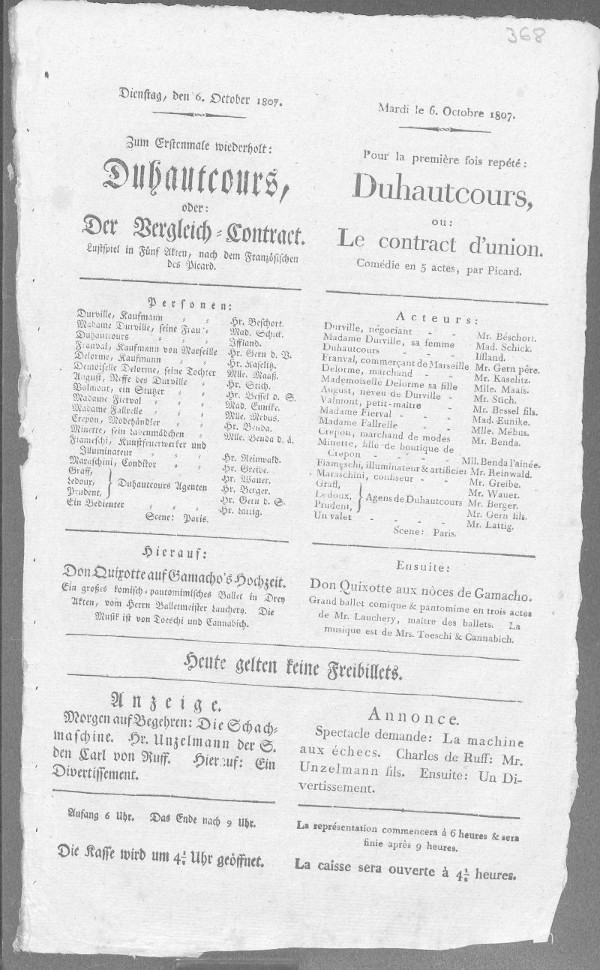 368
Dienstag, den 6. October 1807.
Zum Erstenmale wiederholt:
Duhautcours,
oder:
Der Vergleich-Contract.
Lustspiel in Fünf Akten, nach dem Französischen
des Picard.
Personen:
Durville, Kaufmann Hr. Beschort.
Madame Durville, seine Frau, Mad. Schick.
Duhautcours Iffland.
Franval, Kaufmann von Marseille Hr. Gern d. V.
Delorme, Kaufmann Hr. Kaselitz.
Demoiselle Delorme, seine Tochter Mlle. Maaß.
August, Neffe des Durville Hr. Stich.
Valmont, ein Stutzer Hr. Bessel d. S.
Madame Fierval Mad. Eunike.
Madame Fallrelle Mlle. Mebus.
Crepon, Modehändler Hr. Benda.
Minette, sein Ladenmädchen Mlle. Benda d. ä.
Fiameschi, Kunstfeuerwerker und
Illuminateur Hr. Reinwald.
Maraschini, Conditor Hr. Greibe.
Graff, Hr. Wauer.
Ledoux, Duhautcours Agenten Hr. Berger.
Prudent, Hr. Gern d. S.
Ein Bedienter Hr. Lattig.
Scene: Paris.
Hierauf:
Don Quixotte auf Gamacho's Hochzeit.
Ein großes komisch-pantomimisches Ballet in Drey
Akten, vom Herrn Balletmeister Lauchery. Die
Musik ist von Toeschi und Cannabich.
Mardi le 6. Octobre 1807.
Pour la première fois repété:
Duhautcours,
ou:
Le contract d'union.
Comédie en 5 actes, par Picard.
Acteurs:
Durville, négociant - - Mr. Béschort.
Madame Durville, sa femme Mad. Schick.
Duhautcours - - Iffland.
Franval, commerçant de Marseille Mr. Gern père.
Delorme, marchand - - Mr. Kaselitz.
Mademoiselle Delorme sa fille Mlle. Maais.
August, neveu de Durville - Mr. Stich.
Valmont, petit-maître - Mr. Bessel fils.
Madame Fierval - - Mad. Eunike.
Madame Fallrelle - - Mlle. Mébus.
Crepon, marchand de modes Mr. Benda.
Minette, fille de boutique de
Crepon - - Mll. Benda l'ainée.
Fiameschi, illuminateur & artificier Mr. Reinwald.
Maraschini, confiseur - - Mr. Greibe.
Graff, Mr. Wauer.
Ledoux, Agens de Duhautcours Mr. Berger.
Prudent, Mr. Gern fils.
Un valet - - Mr. Lattig.
Scene: Paris.
Ensuite:
Don Quixotte aux nòces de Gamacho.
Grand ballet comique & pantomime en trois actes
de Mr. Lauchery, maître des ballets. La
musique est de Mrs. Toeschi & Cannabich.
Heute gelten keine Freibillets.
Anzeige.
Morgen auf Begehren: Die Schach-
maschine. Hr. Unzelmann der S.
den Carl von Ruff. Hierauf: Ein
Divertissement.
Anfang 6 Uhr. Das Ende nach 9 Uhr.
Die Kasse wird um 4½ Uhr geöffnet.
Annonce.
Spectacle demande: La machine
aux échecs. Charles de Ruff: Mr.
Unzelmann fils. Ensuite: Un Di-
vertissement.
La représentation commencera à 6 heures & sera
finie après 9 heures.
La caisse sera ouverte à 4½ heures.